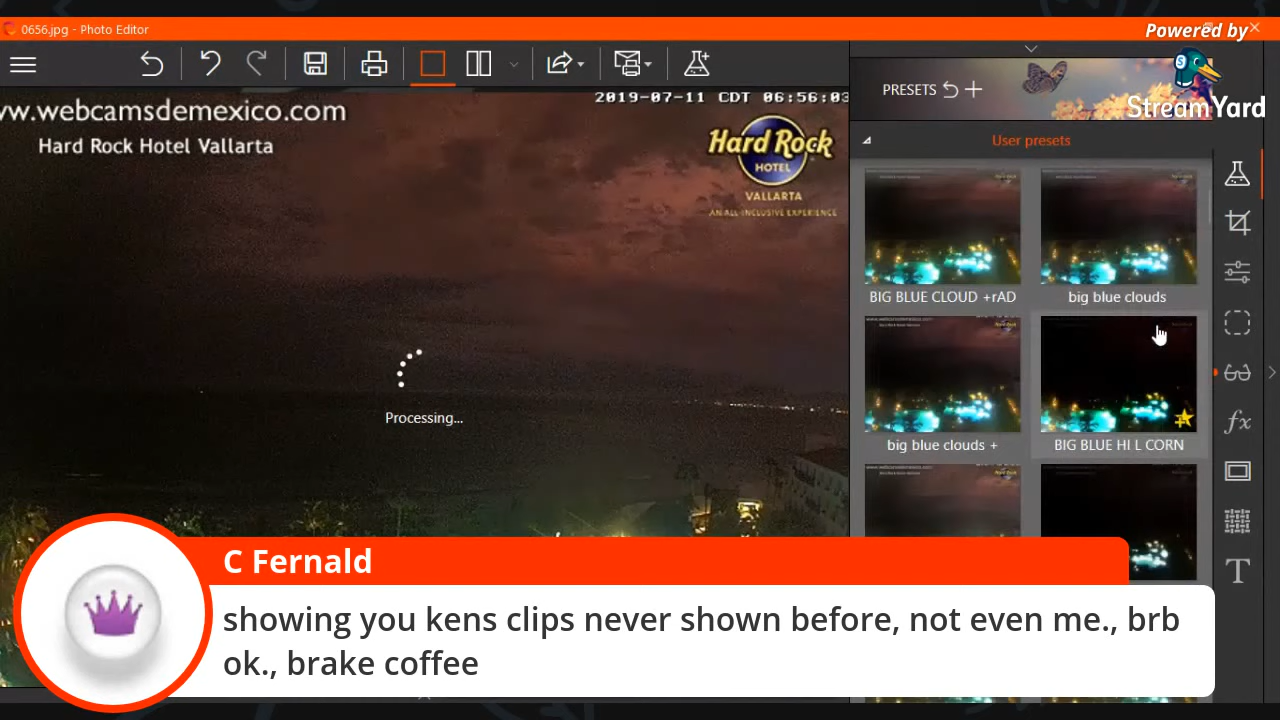 0656.jpg - Photo Editor
Powered by
StreamYard
PRESETS
User presets
ww.webcamsdemexico.com
Hard Rock Hotel Vallarta
2019-07-11 CDT 06:56:03
Hard Rock
HOTEL
VALLARTA
AN ALL-INCLUSIVE EXPERIENCE
BIG BLUE CLOUD +rAD
big blue clouds
Processing...
big blue clouds +
BIG BLUE HI L CORN
fx
T
C Fernald
showing you kens clips never shown before, not even me., brb
ok., brake coffee